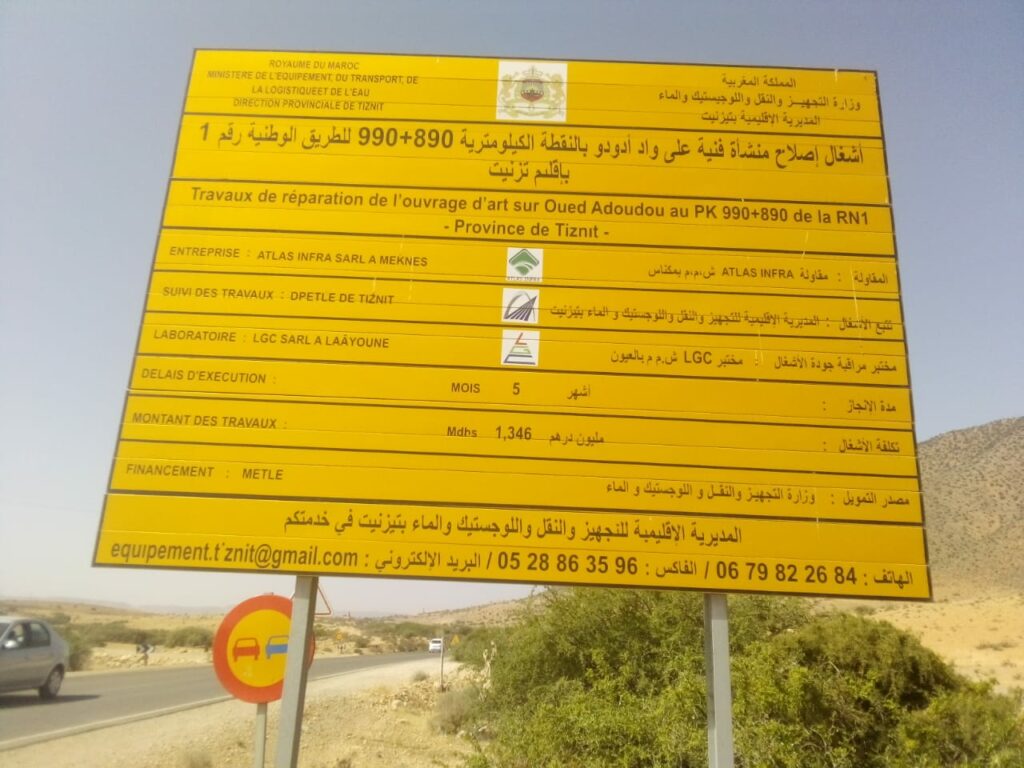 ROYAUME DU MAROC
MINISTERE DE L'EQUIPEMENT, DU TRANSPORT, DE
LA LOGISTIQUEET DE L'EAU
DIRECTION PROVINCIALE DE TIZNIT
المملكة المغربية
وزارة التجهيز والنقل واللوجيستيك والماء
المديرية الإقليمية بتيزنيت
أشغال إصلاح منشأة فنية على واد أدودو بالنقطة الكيلومترية 890+990 للطريق الوطنية رقم 1
بإقليم تزنيت
Travaux de réparation de l'ouvrage d'art sur Oued Adoudou au PK 990+890 de la RN1
- Province de Tiznit -
ENTREPRISE : ATLAS INFRA SARL A MEKNES
المقاولة : مقاولة ATLAS INFRA ش.م.م بمكناس
SUIVI DES TRAVAUX : DPETLE DE TIZNIT
تتبع الأشغال : المديرية الإقليمية للتجهيز والنقل واللوجستيك و الماء بتيزنيت
LABORATOIRE : LGC SARL A LAÂYOUNE
مختبر مراقبة جودة الأشغال : مختبر LGC ش.م م بالعيون
DELAIS D'EXECUTION :
MOIS 5 أشهر
مدة الانجاز :
MONTANT DES TRAVAUX :
Mdhs 1,346 مليون درهم
تكلفة الأشغال :
FINANCEMENT : METLE
مصدر التمويل : وزارة التجهيز والنقل و اللوجستيك و الماء
المديرية الإقليمية للتجهيز والنقل واللوجستيك والماء بتيزنيت في خدمتكم
الهاتف : 06 79 82 26 84 / الفاكس : 05 28 86 35 96 / البريد الإلكتروني : equipement.tiznit@gmail.com